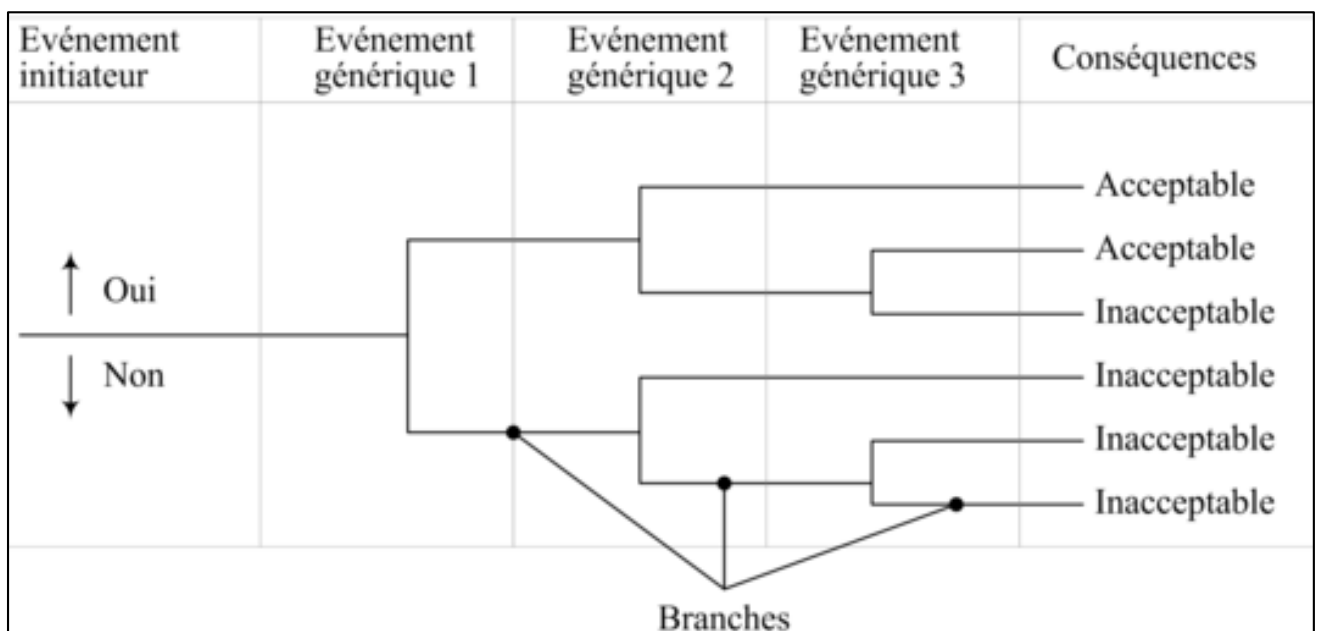 Evénement
initiateur
Evénement
générique 1
Evénement
générique 2
Evénement
générique 3
Conséquences
Acceptable
Acceptable
Oui
Inacceptable
Non
Inacceptable
Inacceptable
Inacceptable
Branches